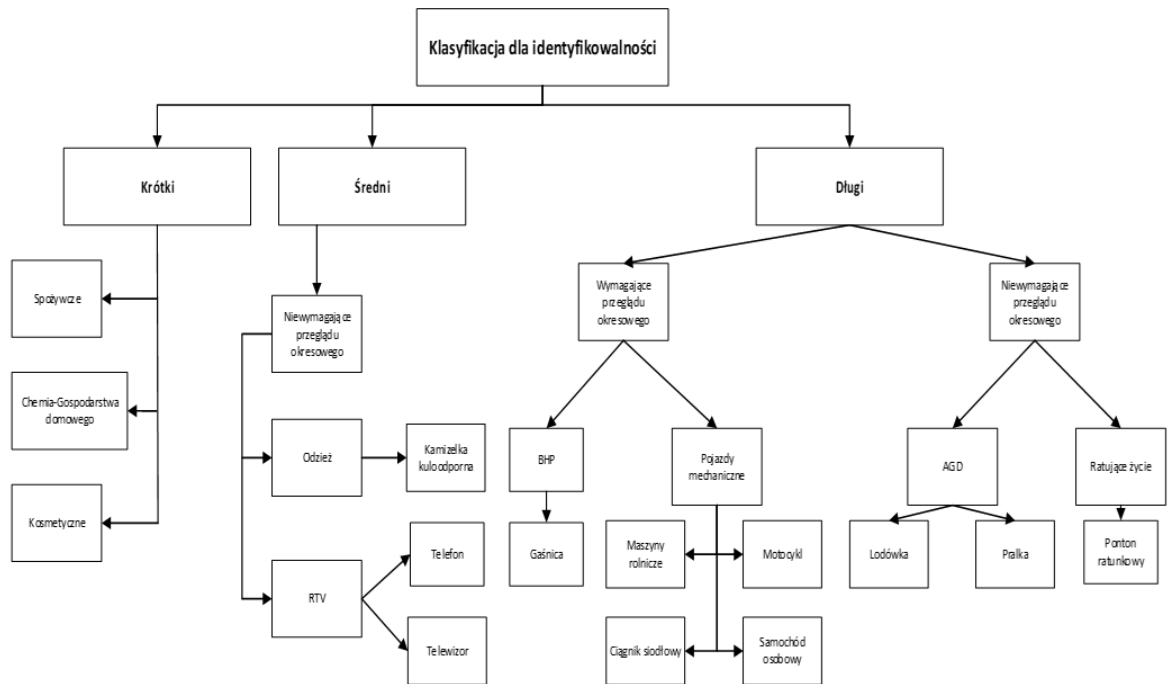 Klasyfikacja dla identyfikowalności
Krótki
Średni
Długi
Spożywcze
Chemia-Gospodarstwa
domowego
Kosmetyczne
Niewymagające
przeglądu
okresowego
Odzież
Kamizelka
kuloodporna
RTV
Telefon
Telewizor
Wymagające
przeglądu
okresowego
BHP
Gaśnica
Pojazdy
mechaniczne
Maszyny
rolnicze
Motocykl
Ciągnik siodłowy
Samochód
osobowy
Niewymagające
przeglądu
okresowego
AGD
Lodówka
Pralka
Ratujące życie
Ponton
ratunkowy